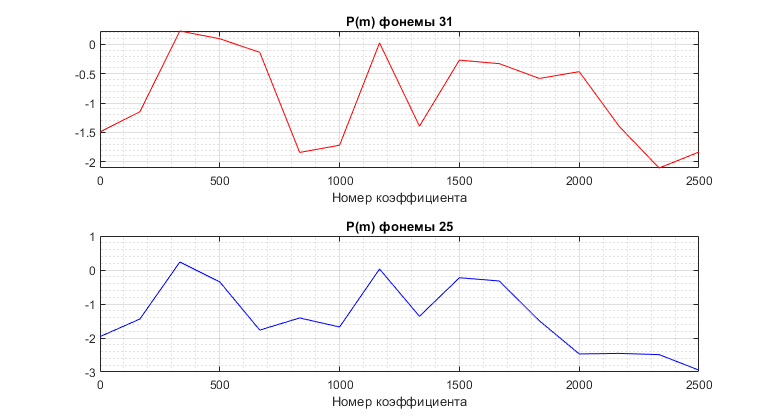 P(m) фонемы 31
0
-0.5
-1
-1.5
-2
0 500 1000 1500 2000 2500
Номер коэффициента
P(m) фонемы 25
1
0
-1
-2
-3
0 500 1000 1500 2000 2500
Номер коэффициента